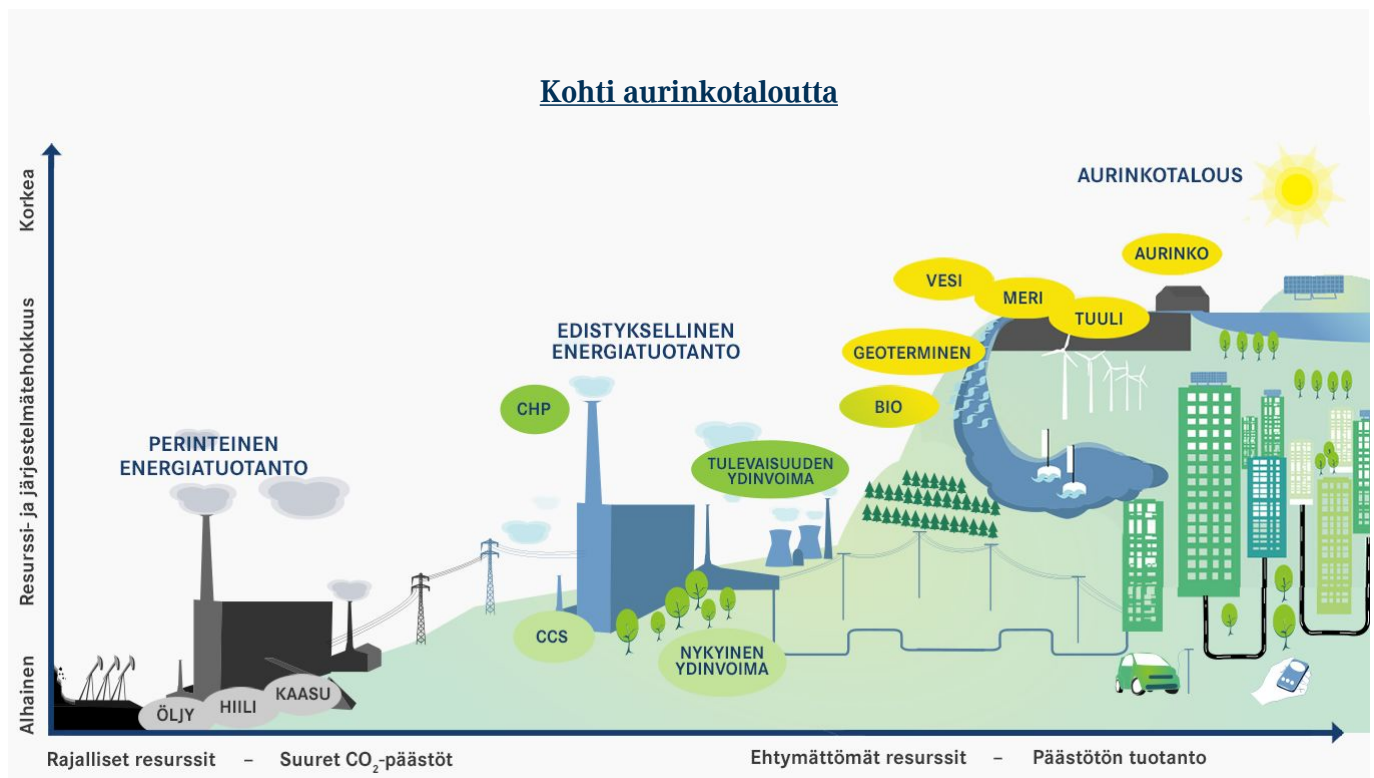 Kohti aurinkotaloutta
Korkea
Resurssi- ja järjestelmätehokkuus
Alhainen
AURINKOTALOUS
AURINKO
VESI
MERI
TUULI
GEOTERMINEN
BIO
EDISTYKSELLINEN
ENERGIATUOTANTO
CHP
TULEVAISUUDEN
YDINVOIMA
PERINTEINEN
ENERGIATUOTANTO
CCS
NYKYINEN
YDINVOIMA
ÖLJY
HIILI
KAASU
Rajalliset resurssit – Suuret CO₂-päästöt
Ehtymättömät resurssit – Päästötön tuotanto